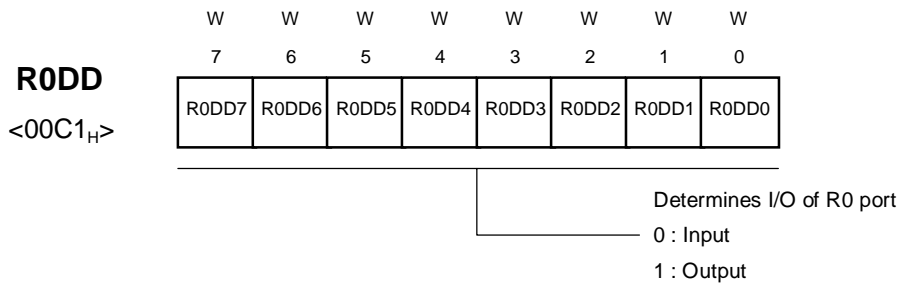 W W W W W W W W
7 6 5 4 3 2 1 0
R0DD
R0DD7 R0DD6 R0DD5 R0DD4 R0DD3 R0DD2 R0DD1 R0DD0
<00C1H>
Determines I/O of R0 port
0 : Input
1 : Output